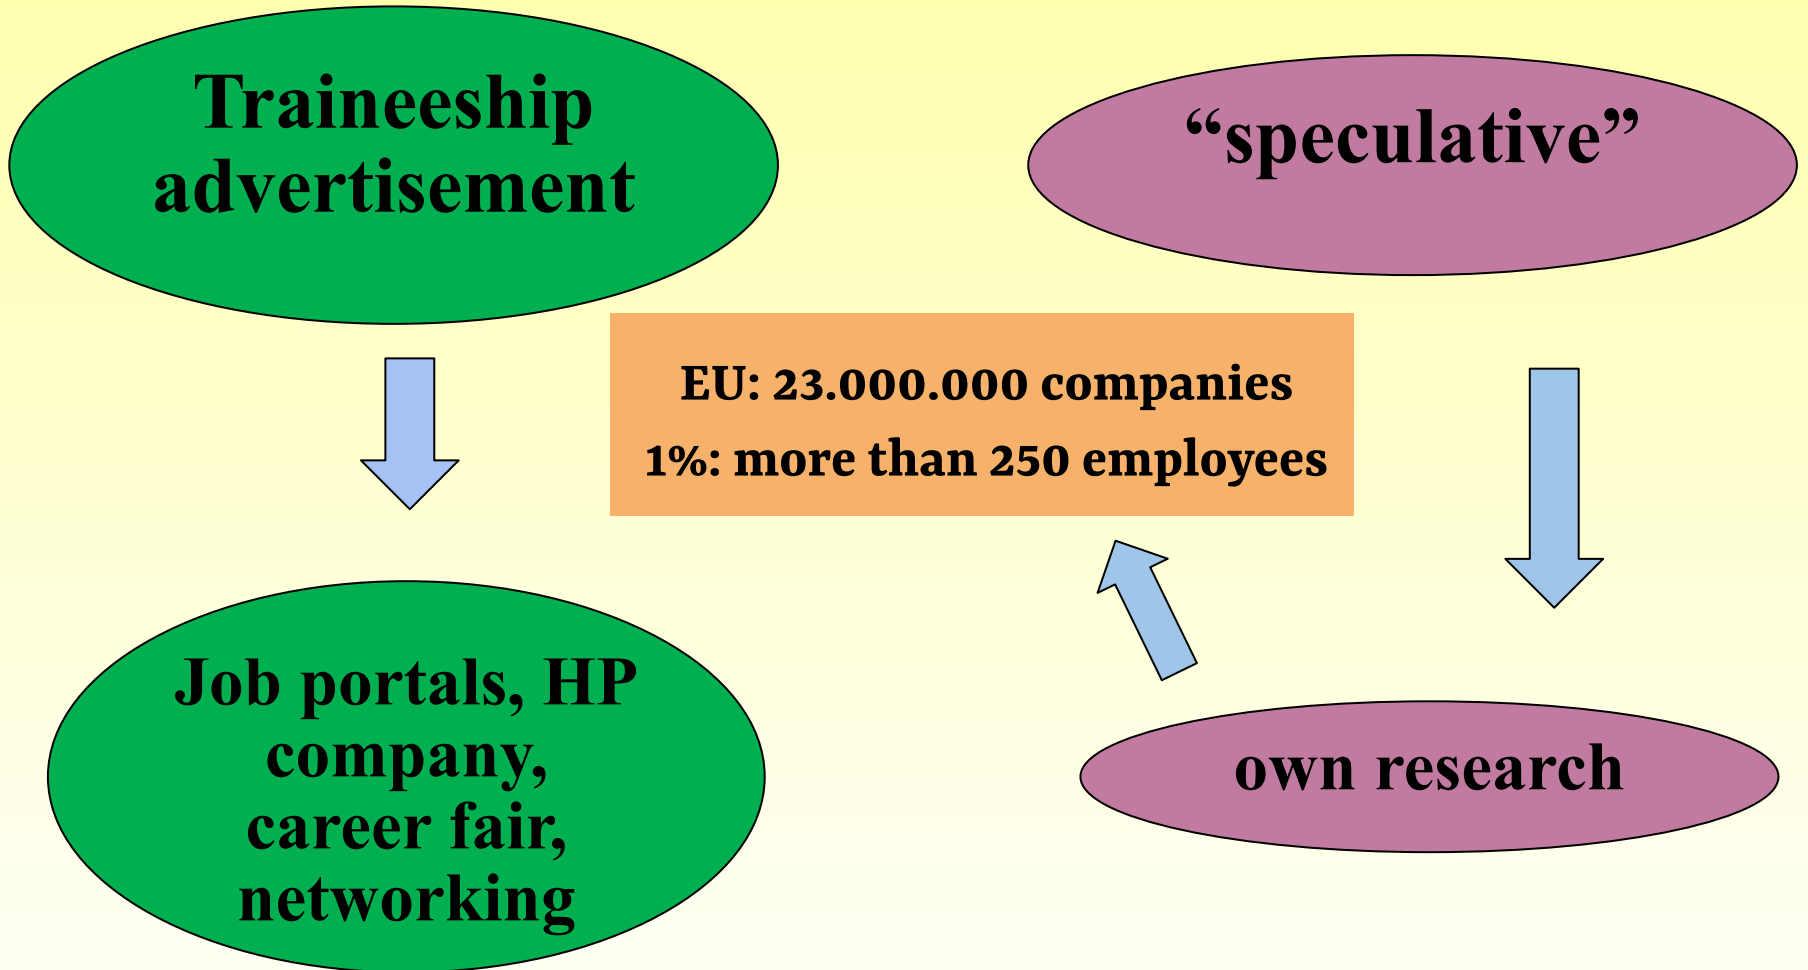 Traineeship
advertisement
“speculative”
EU: 23.000.000 companies
1%: more than 250 employees
Job portals, HP
company,
career fair,
networking
own research